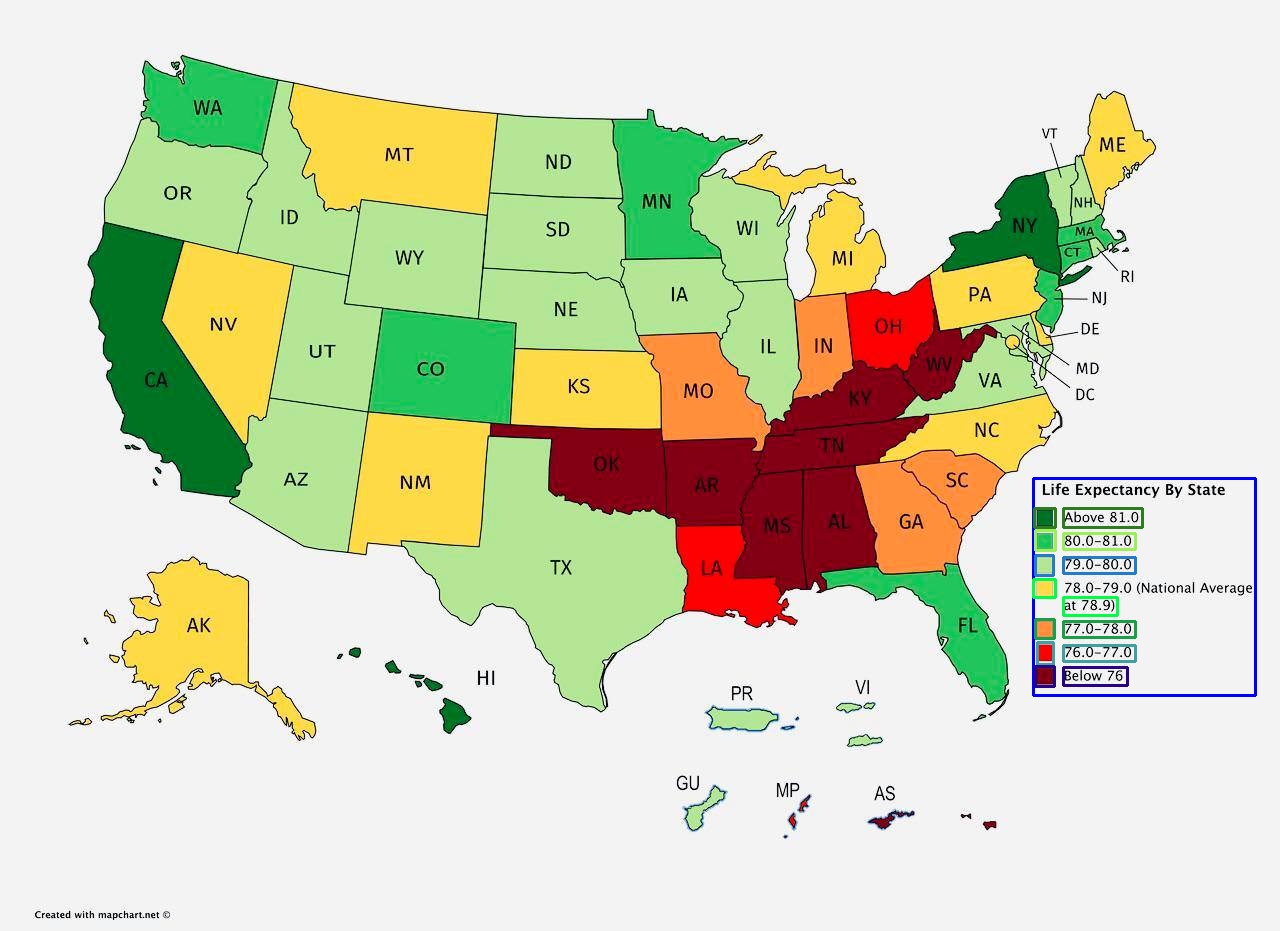 WA
MT
ND
MN
VT
ME
OR
ID
SD
WI
NH
NY
MA
WY
MI
CT
RI
IA
PA
NJ
NE
NV
OH
DE
UT
IL
IN
CO
WV
MD
KS
VA
DC
CA
MO
KY
NC
TN
AZ
NM
OK
AR
SC
MS
AL
GA
Life Expectancy By State
Above 81.0
80.0-81.0
79.0-80.0
78.0-79.0 (National Average
at 78.9)
77.0-78.0
76.0-77.0
Below 76
TX
LA
FL
AK
HI
PR
VI
GU
MP
AS
Created with mapchart.net ©